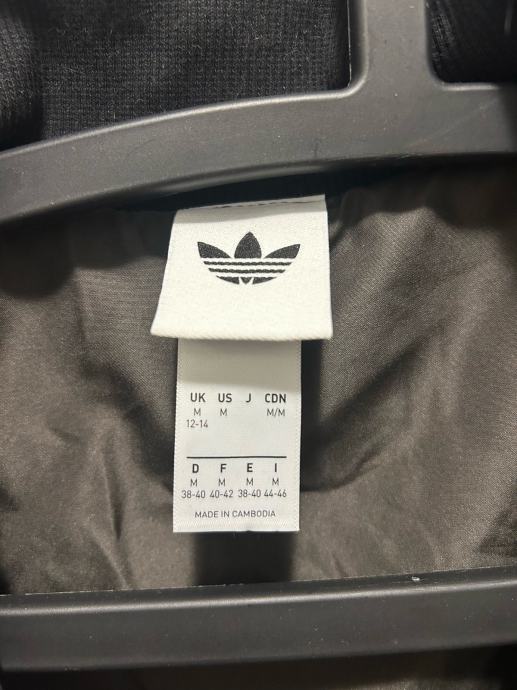 UK US J CDN
M M M/M
12-14
D F E I
M M M M
38-40 40-42 38-40 44-46
MADE IN CAMBODIA